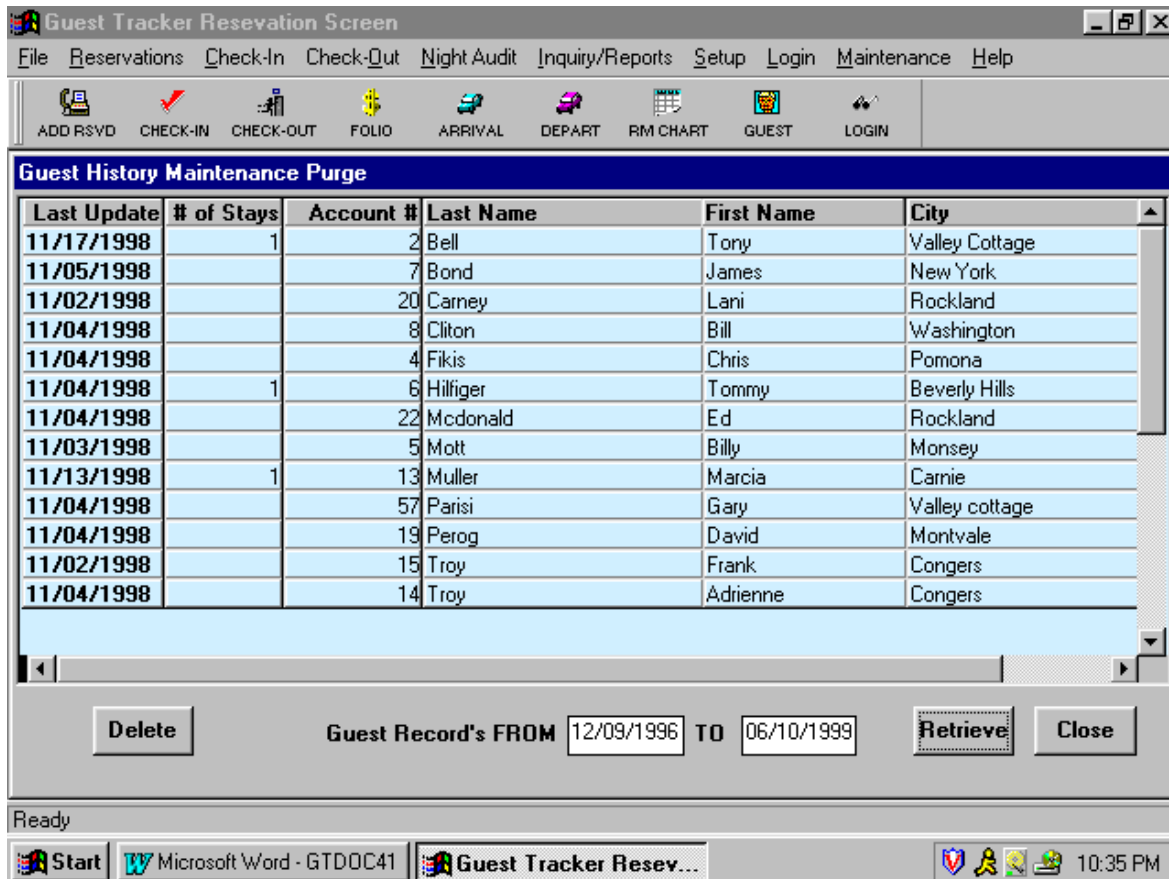 Guest Tracker Resevation Screen
File Reservations Check-In Check-Out Night Audit Inquiry/Reports Setup Login Maintenance Help
ADD RSVD CHECK-IN CHECK-OUT FOLIO ARRIVAL DEPART RM CHART GUEST LOGIN
Guest History Maintenance Purge
Last Update # of Stays Account # Last Name First Name City
11/17/1998 1 2 Bell Tony Valley Cottage
11/05/1998 7 Bond James New York
11/02/1998 20 Carney Lani Rockland
11/04/1998 8 Cliton Bill Washington
11/04/1998 4 Fikis Chris Pomona
11/04/1998 1 6 Hilfiger Tommy Beverly Hills
11/04/1998 22 Mcdonald Ed Rockland
11/03/1998 5 Mott Billy Monsey
11/13/1998 1 13 Muller Marcia Carnie
11/04/1998 57 Parisi Gary Valley cottage
11/04/1998 19 Perog David Montvale
11/02/1998 15 Troy Frank Congers
11/04/1998 14 Troy Adrienne Congers
Delete Guest Record's FROM 12/09/1996 TO 06/10/1999 Retrieve Close
Ready
Start Microsoft Word - GTDOC41 Guest Tracker Resev... 10:35 PM